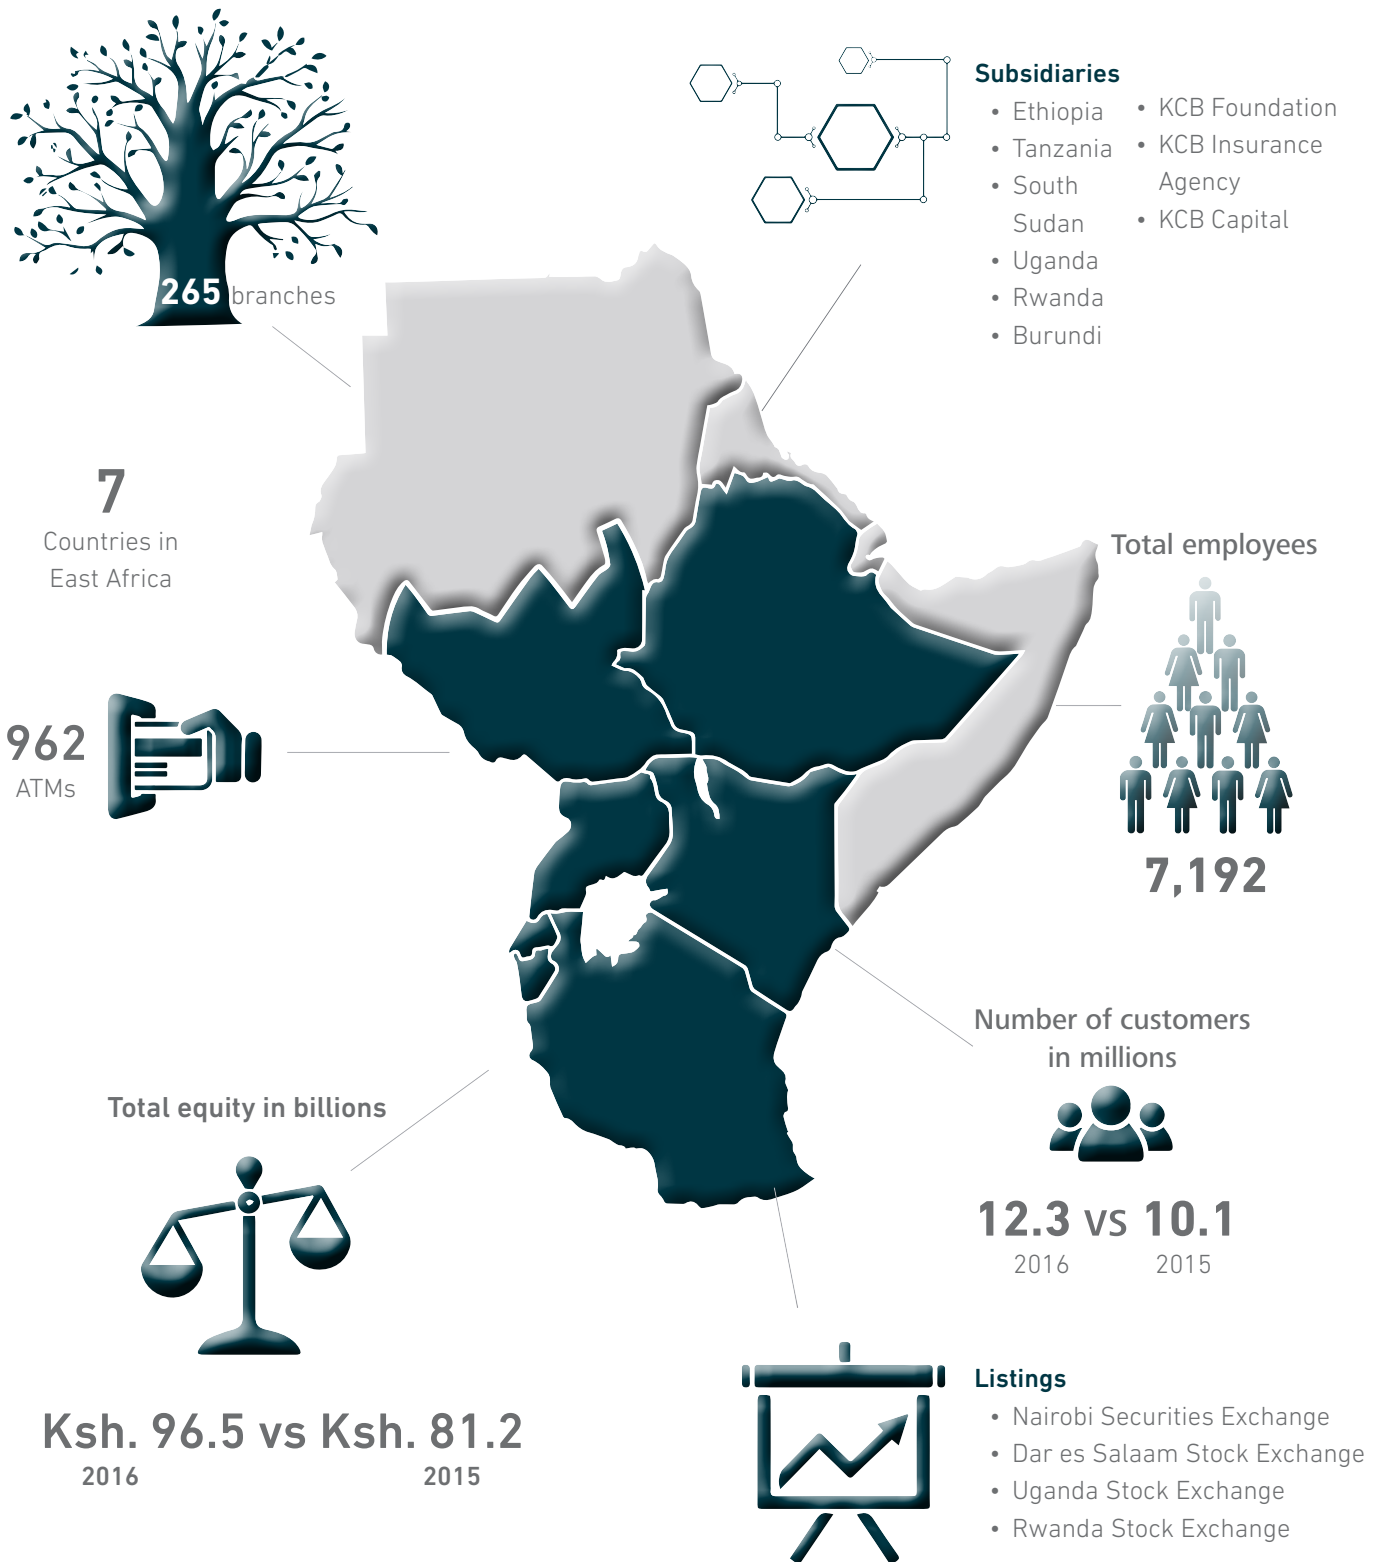 265 branches
Subsidiaries
• Ethiopia
• Tanzania
• South
Sudan
• Uganda
• Rwanda
• Burundi
• KCB Foundation
• KCB Insurance
Agency
• KCB Capital
7
Countries in
East Africa
Total employees
7,192
962
ATMs
Number of customers
in millions
12.3 vs 10.1
2016 2015
Total equity in billions
Ksh. 96.5 vs Ksh. 81.2
2016 2015
Listings
• Nairobi Securities Exchange
• Dar es Salaam Stock Exchange
• Uganda Stock Exchange
• Rwanda Stock Exchange